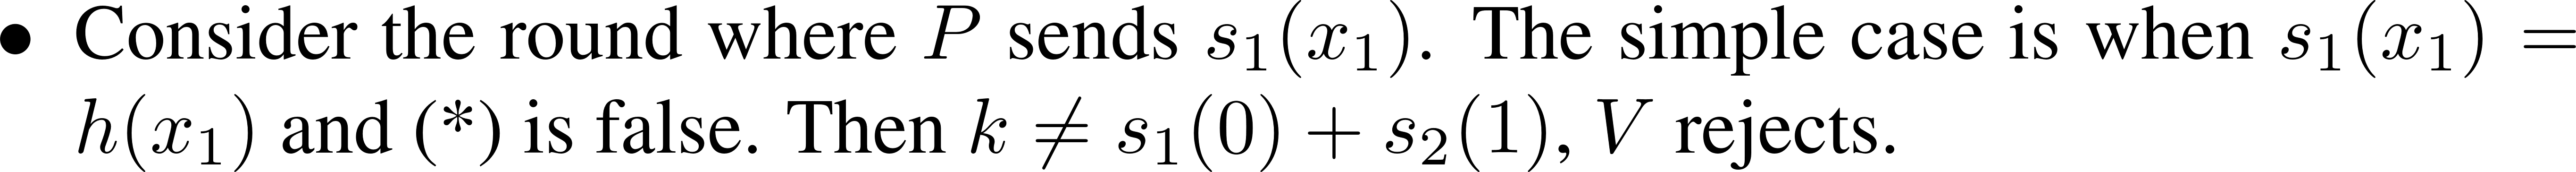 • Consider the round where P sends s₁(x₁). The simple case is when s₁(x₁) =
h(x₁) and (*) is false. Then k ≠ s₁(0) + s₂(1), V rejects.